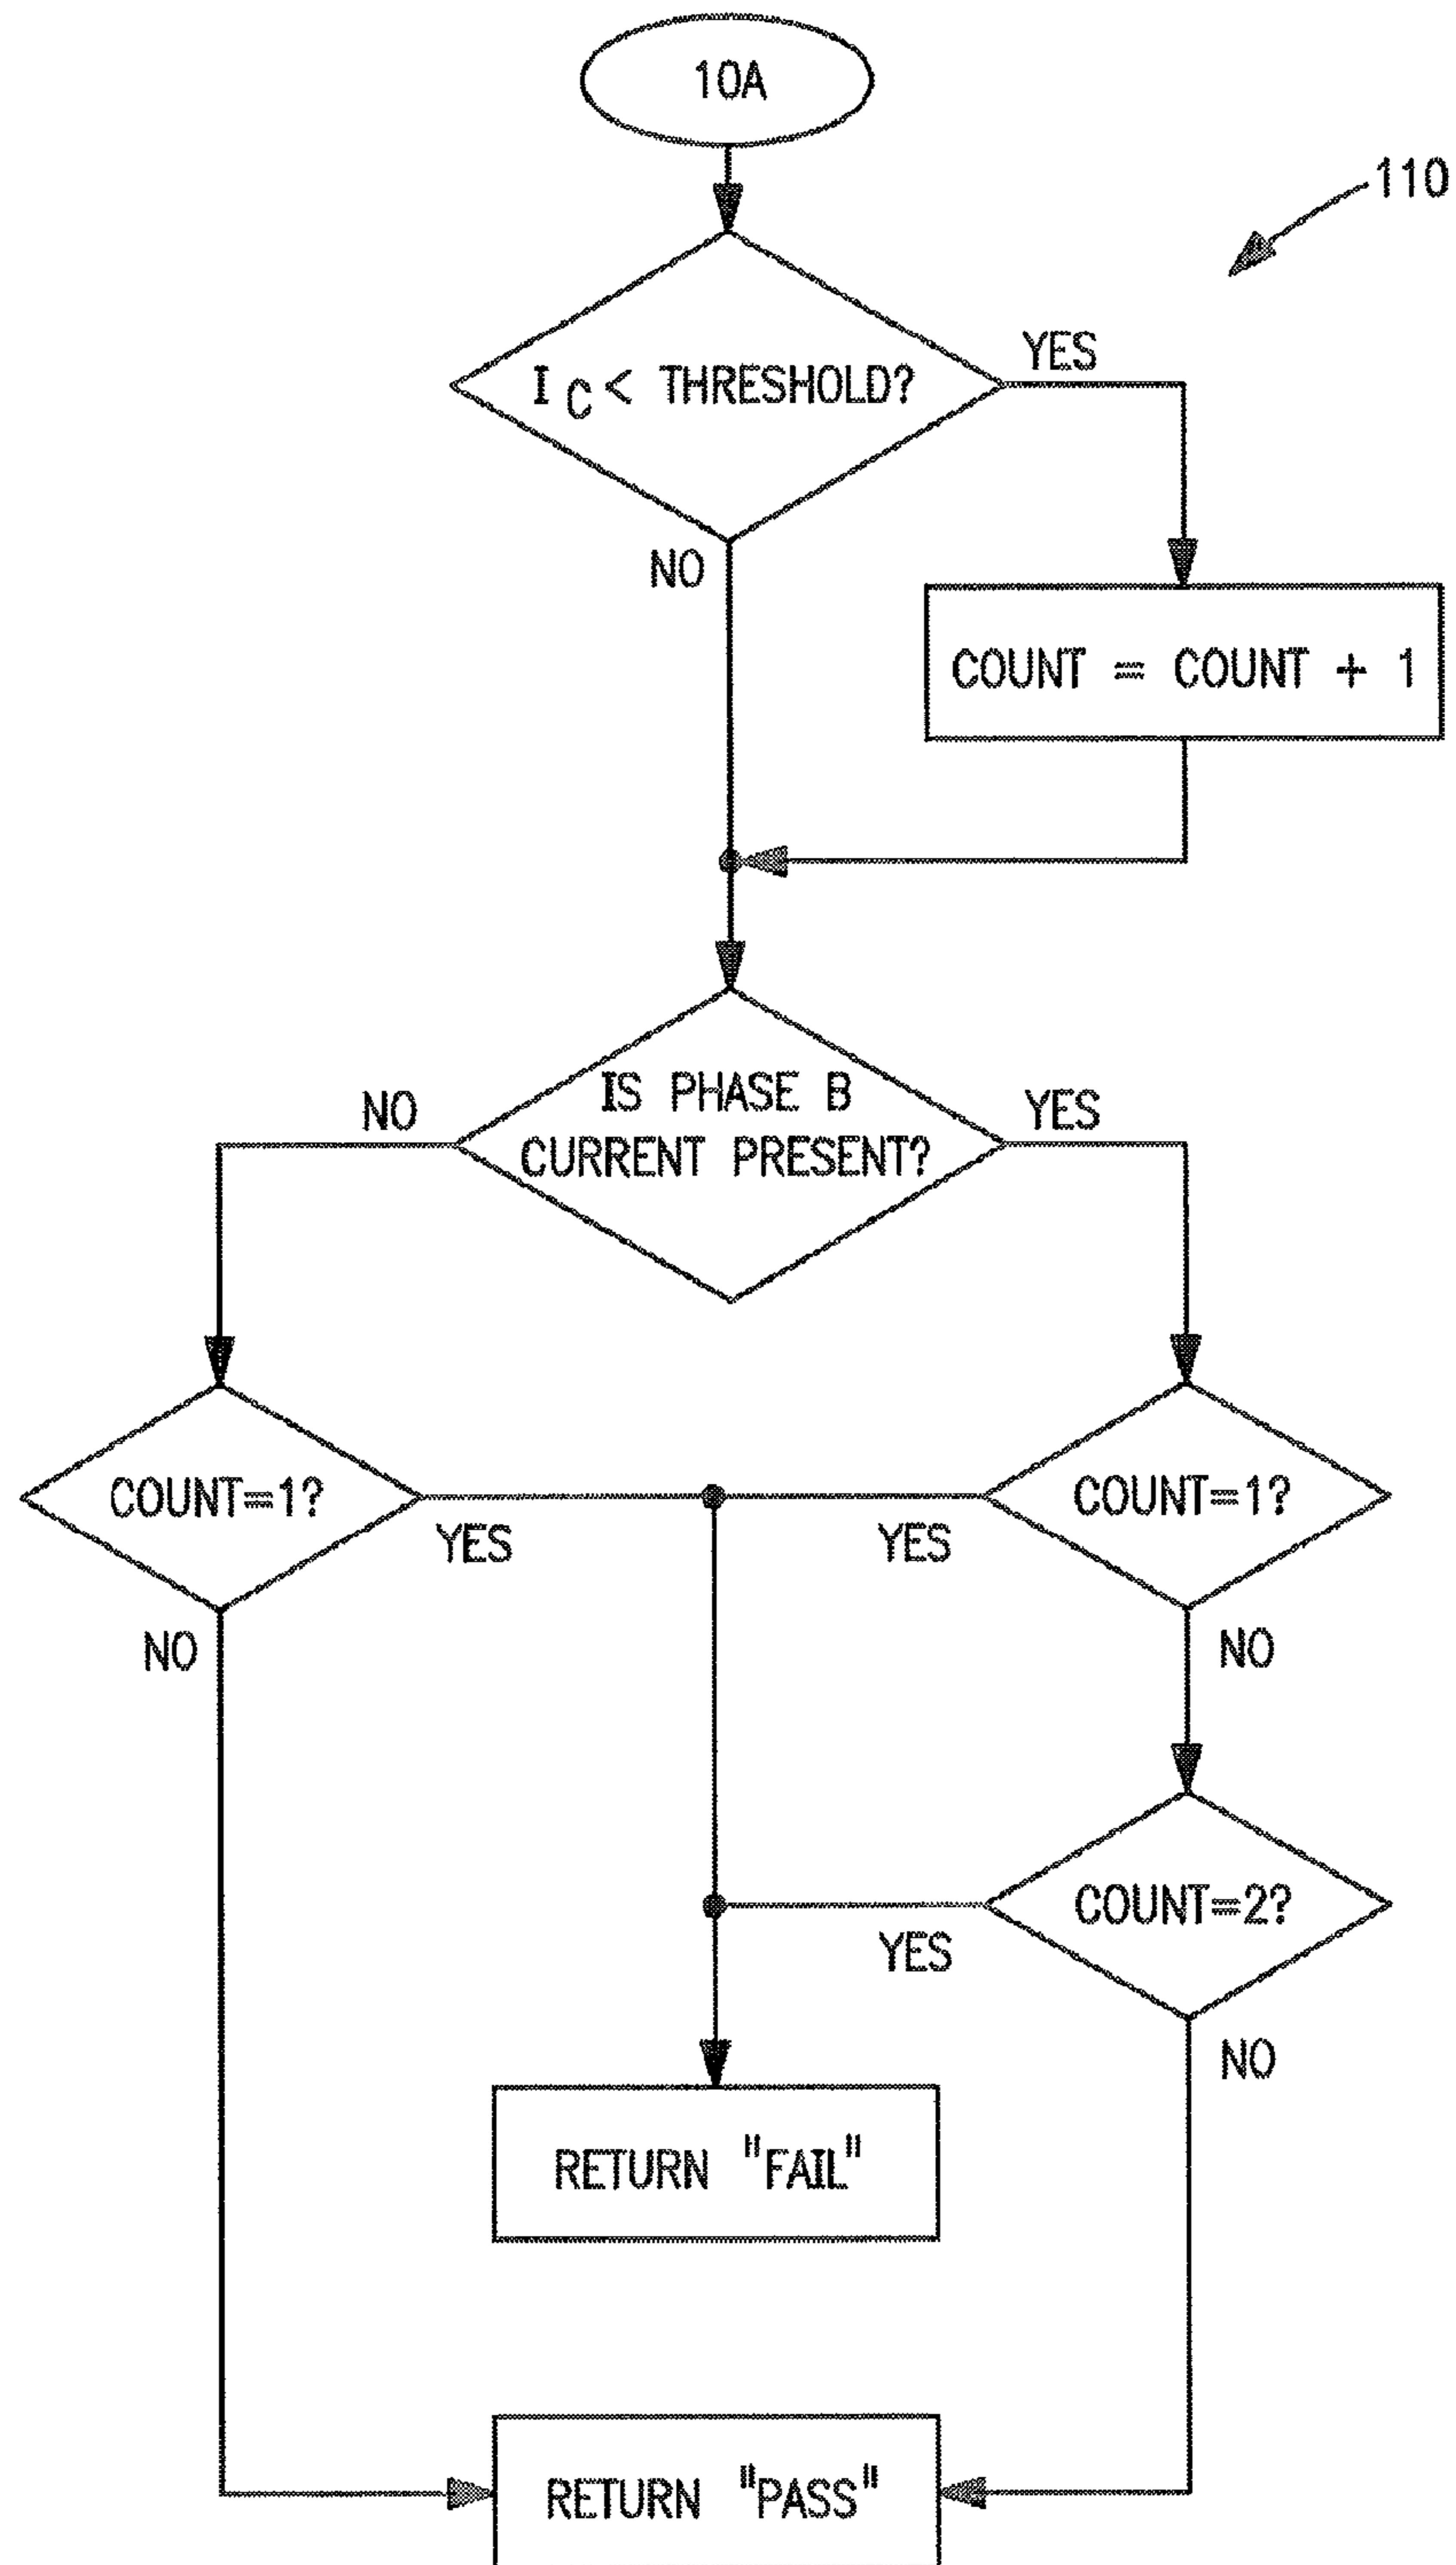 10A
110
I C < THRESHOLD?
YES
NO
COUNT = COUNT + 1
IS PHASE B
CURRENT PRESENT?
NO
YES
COUNT=1?
YES
NO
COUNT=1?
YES
NO
COUNT=2?
YES
NO
RETURN "FAIL"
RETURN "PASS"